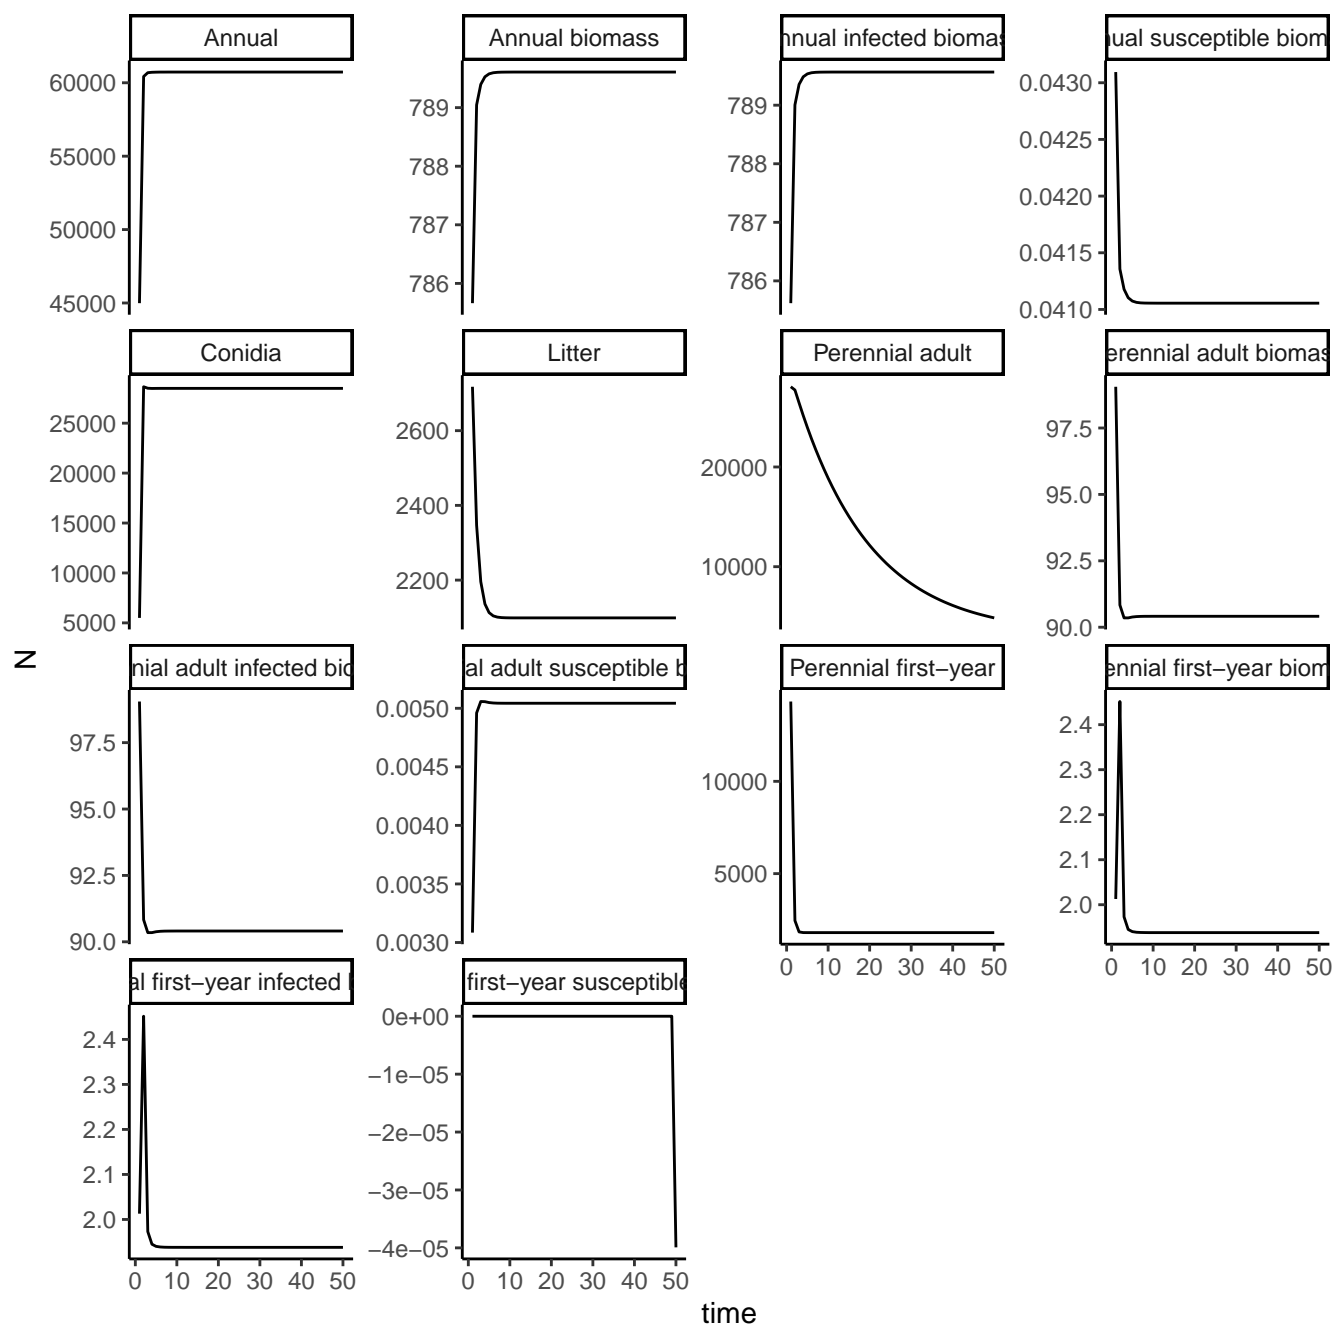 Annual
Annual biomass
nnual infected biomas
ual susceptible biom
60000
55000
50000
45000
789
788
787
786
789
788
787
786
0.0430
0.0425
0.0420
0.0415
0.0410
Conidia
Litter
Perennial adult
erennial adult biomas
25000
20000
15000
10000
5000
2600
2400
2200
20000
10000
97.5
95.0
92.5
90.0
N
nial adult infected bio
al adult susceptible b
Perennial first−year
ennial first−year biom
97.5
95.0
92.5
90.0
0.0050
0.0045
0.0040
0.0035
0.0030
10000
5000
2.4
2.3
2.2
2.1
2.0
0 10 20 30 40 50
0 10 20 30 40 50
al first−year infected
first−year susceptible
2.4
2.3
2.2
2.1
2.0
0e+00
−1e−05
−2e−05
−3e−05
−4e−05
0 10 20 30 40 50
0 10 20 30 40 50
time